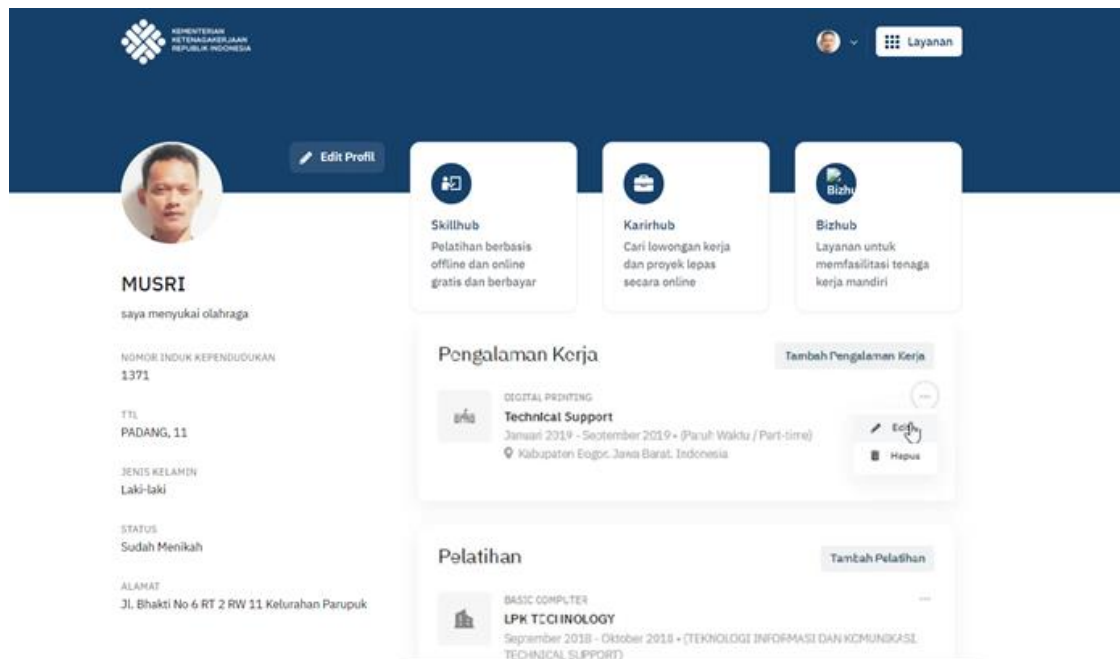 KEMENTERIAN
KETENAGAKERJAAN
REPUBLIK INDONESIA
Layanan
Edit Profil
MUSRI
saya menyukai olahraga
NOMOR INDUK KEPENDUDUKAN
1371
TTL
PADANG, 11
JENIS KELAMIN
Laki-laki
STATUS
Sudah Menikah
ALAMAT
Jl. Bhakti No 6 RT 2 RW 11 Kelurahan Parupuk
Skillhub
Pelatihan berbasis
offline dan online
gratis dan berbayar
Karirhub
Cari lowongan kerja
dan proyek lepas
secara online
Bizhu
Bizhub
Layanan untuk
memfasilitasi tenaga
kerja mandiri
Pengalaman Kerja
Tambah Pengalaman Kerja
DIGITAL PRINTING
Technical Support
Januari 2019 - September 2019 • (Paruh Waktu / Part-time)
Kabupaten Bogor, Jawa Barat, Indonesia
Edit
Hapus
Pelatihan
Tambah Pelatihan
BASIC COMPUTER
LPK TECHNOLOGY
September 2018 - Oktober 2018 • (TEKNOLOGI INFORMASI DAN KOMUNIKASI,
TECHNICAL SUPPORT)